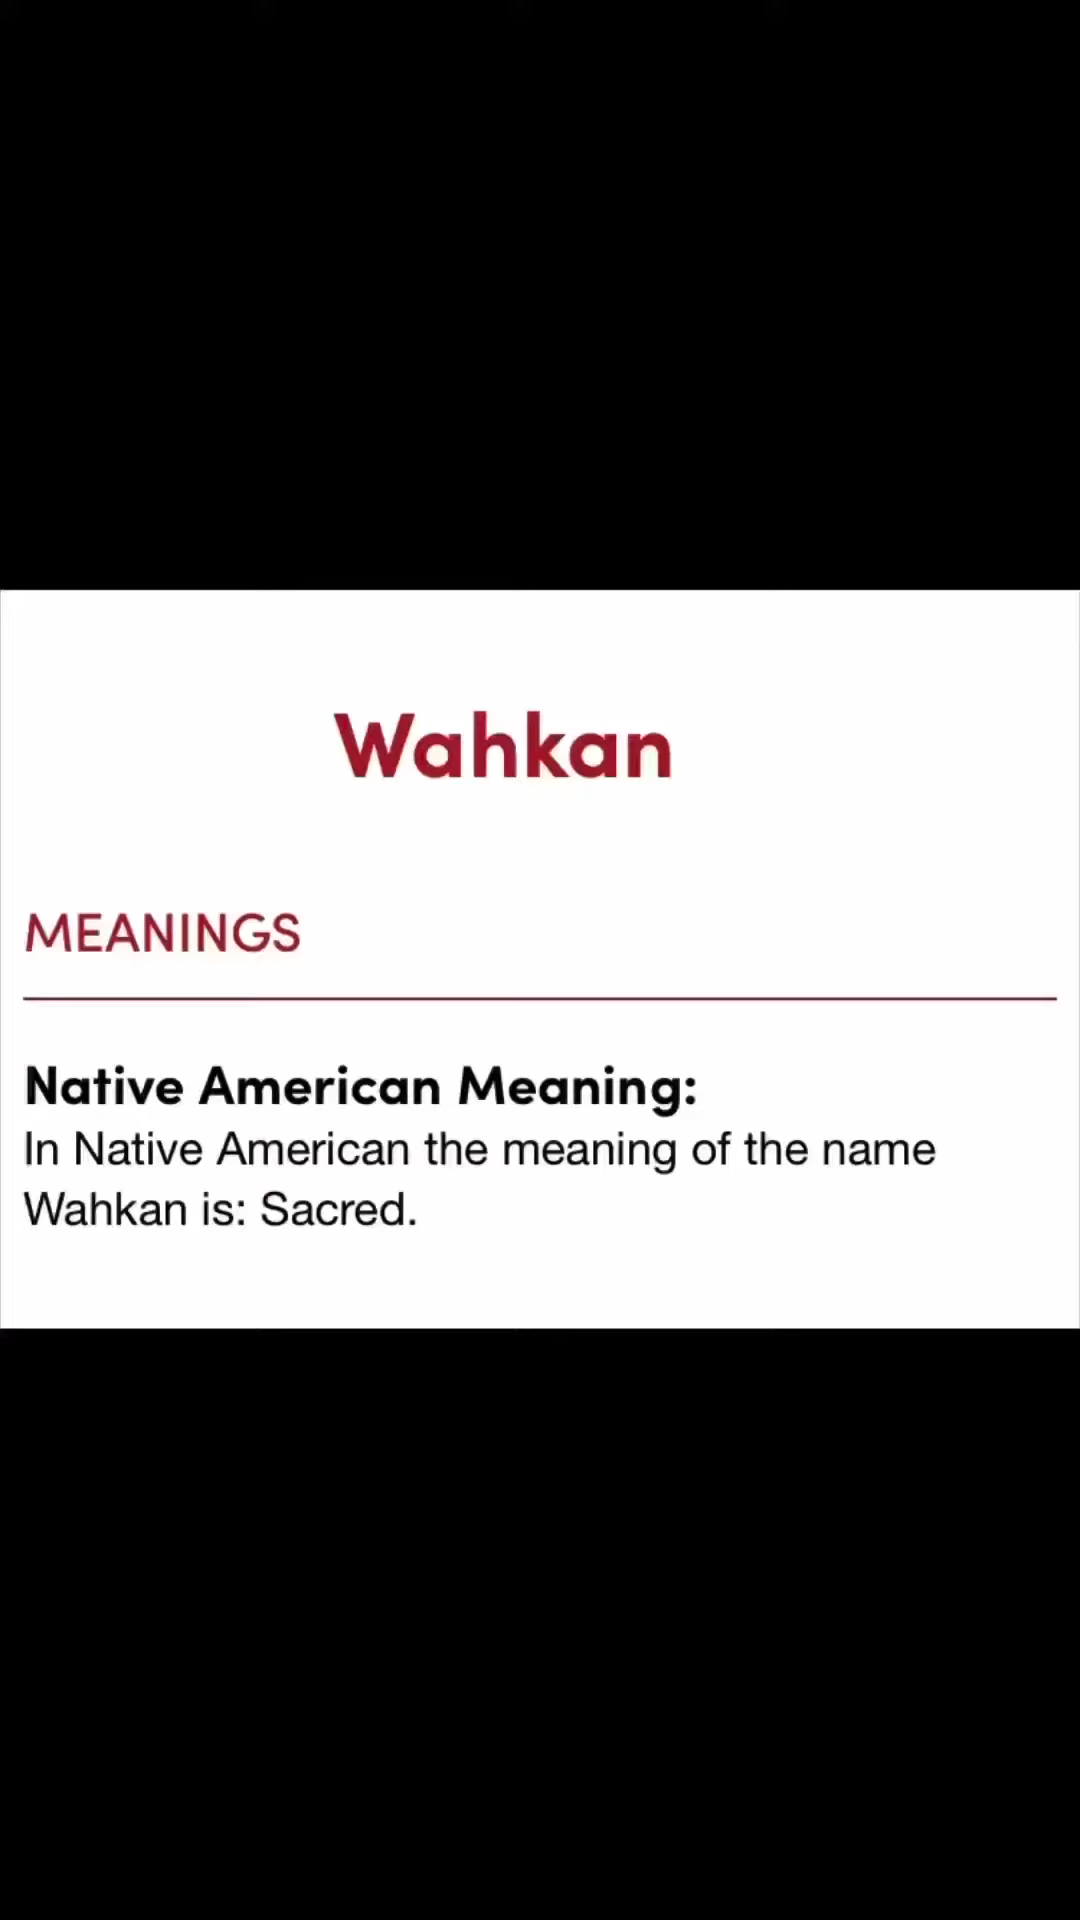 Wahkan
MEANINGS
Native American Meaning:
In Native American the meaning of the name
Wahkan is: Sacred.